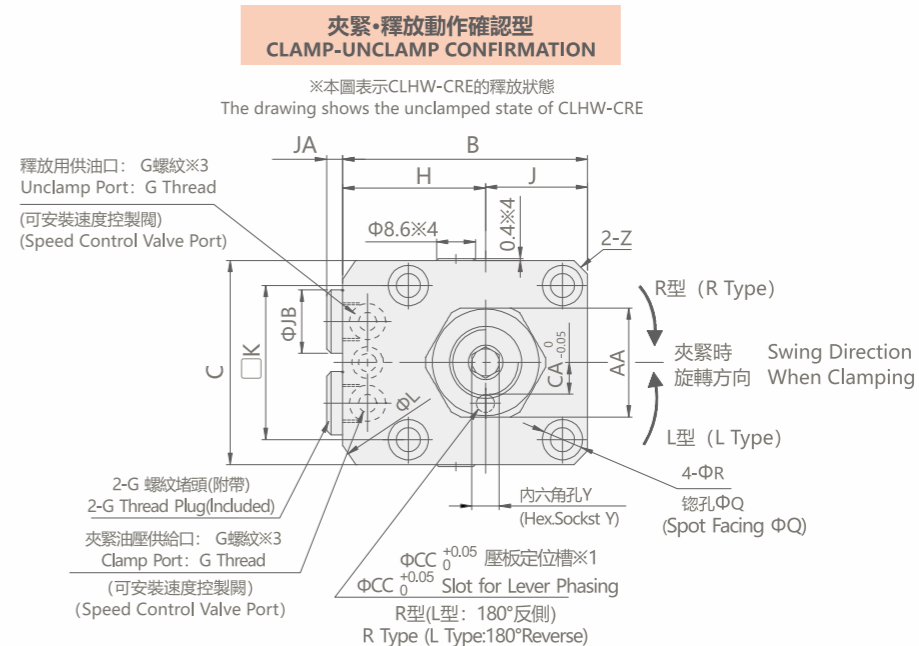 夾緊•釋放動作確認型
CLAMP-UNCLAMP CONFIRMATION
※本圖表示CLHW-CRE的釋放狀態
The drawing shows the unclamped state of CLHW-CRE
JA
B
H
J
釋放用供油口： G螺紋※3
Unclamp Port：G Thread
(可安裝速度控製閥)
(Speed Control Valve Port)
Φ8.6※4
0.4※4
2-Z
R型（R Type）
C
□K
ΦJB
CA 0 -0.05
AA
夾緊時 Swing Direction
旋轉方向 When Clamping
ΦL
L型（L Type）
4-ΦR
锪孔ΦQ
(Spot Facing ΦQ)
2-G 螺紋堵頭(附帶)
2-G Thread Plug(Included)
内六角孔Y
(Hex.Sockst Y)
夾緊油壓供給口： G螺紋※3
Clamp Port：G Thread
(可安裝速度控製閥)
(Speed Control Valve Port)
ΦCC +0.05 0 壓板定位槽※1
ΦCC +0.05 0 Slot for Lever Phasing
R型(L型：180°反側)
R Type (L Type:180°Reverse)